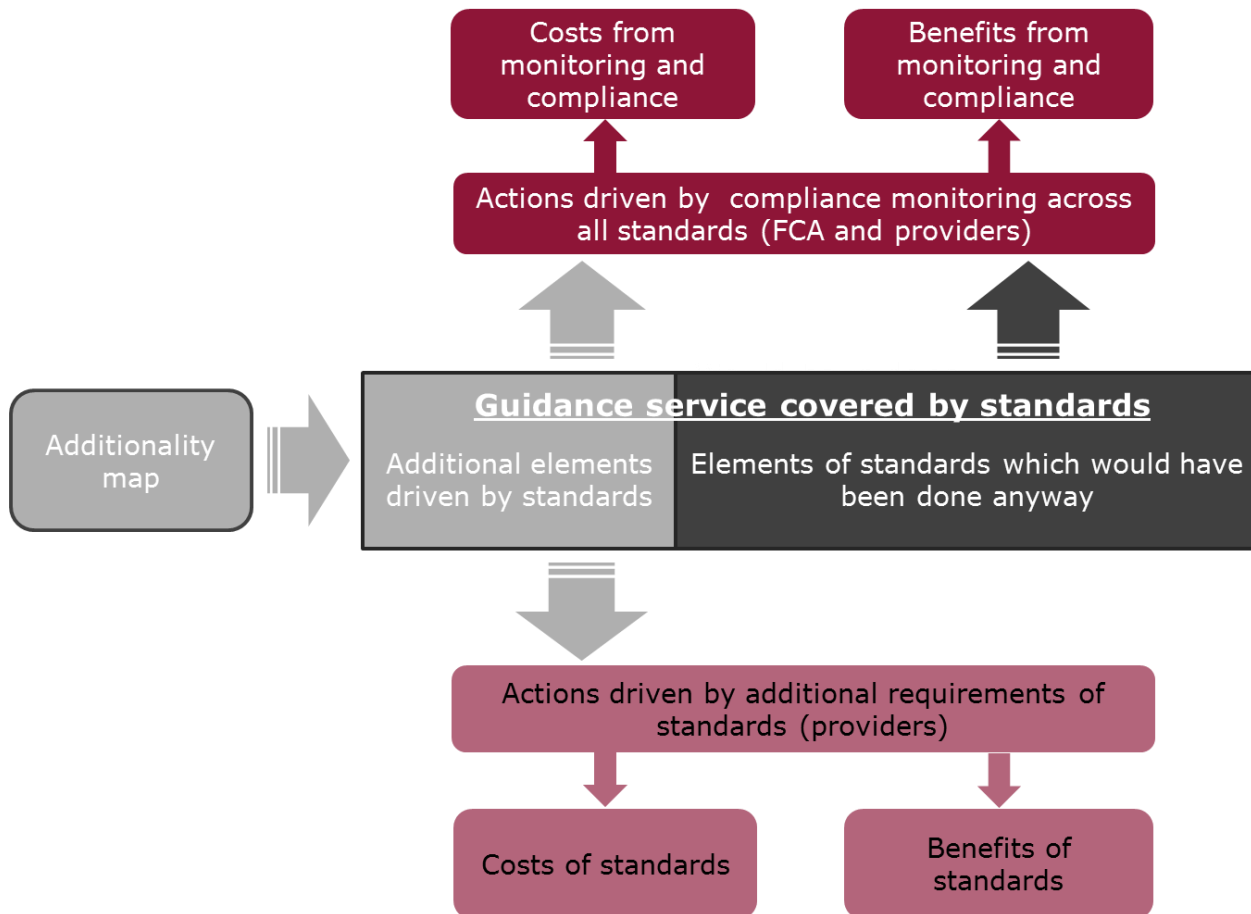 Costs from
monitoring and
compliance
Benefits from
monitoring and
compliance
Actions driven by  compliance monitoring across
all standards (FCA and providers)
Additionality
map
Guidance service covered by standards
Additional elements
driven by standards
Elements of standards which would have
been done anyway
Actions driven by additional requirements of
standards (providers)
Costs of standards
Benefits of
standards